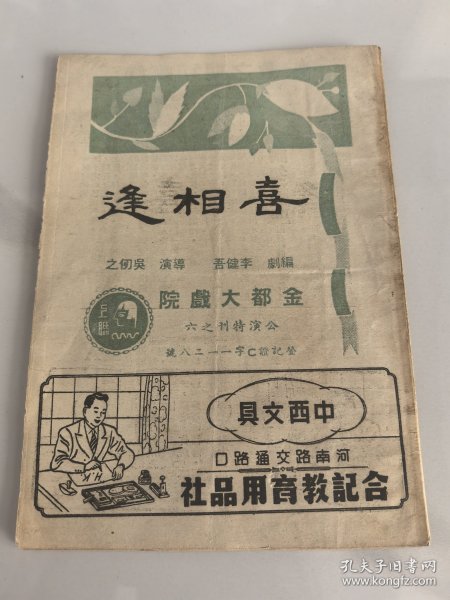 喜相逢
編劇 李健吾 導演 吳仞之
金都大戲院
公演特刊之六
登記證C字一一二八號
上聯
中西文具
河南路交通路口
合記教育用品社
孔夫子旧书网
www.kongfz.com